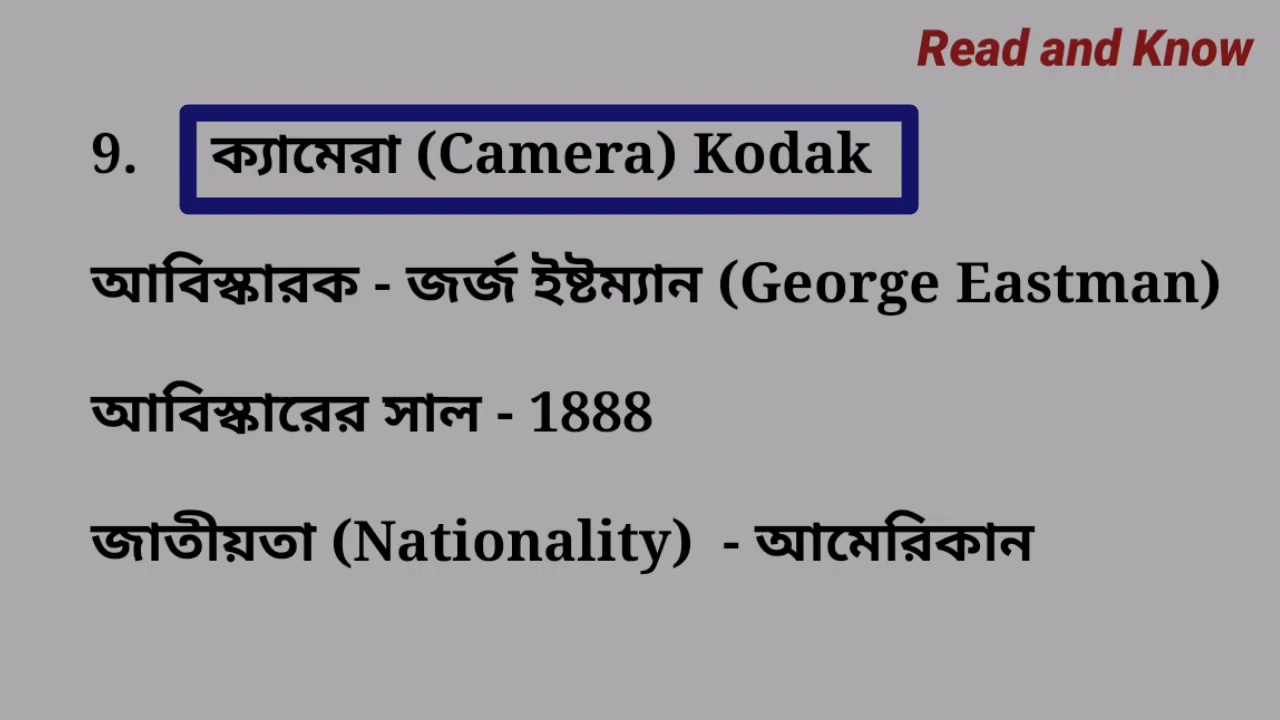 Read and Know
9. ক্যামেরা (Camera) Kodak
আবিস্কারক - জর্জ ইষ্টম্যান (George Eastman)
আবিস্কারের সাল - 1888
জাতীয়তা (Nationality) - আমেরিকান